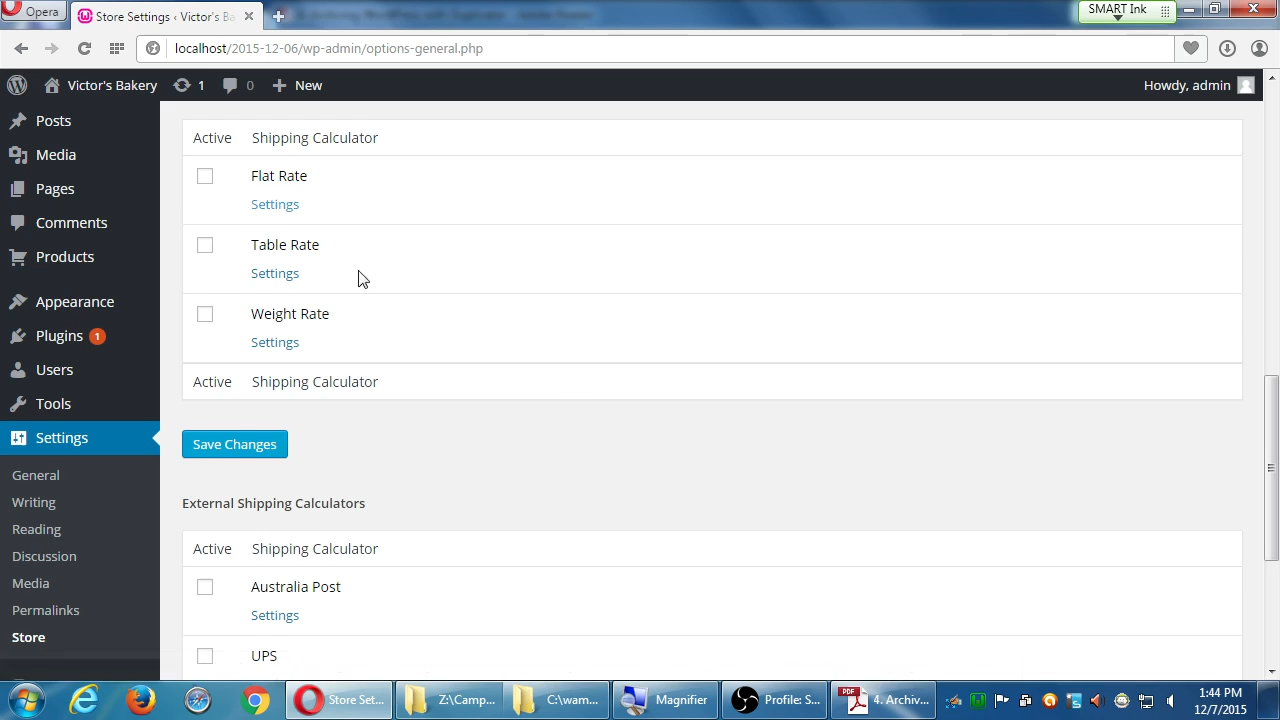 Opera
Store Settings ‹ Victor's Ba
SMART Ink
localhost/2015-12-06/wp-admin/options-general.php
Victor's Bakery
1
0
New
Howdy, admin
Posts
Media
Pages
Comments
Products
Appearance
Plugins 1
Users
Tools
Settings
General
Writing
Reading
Discussion
Media
Permalinks
Store
Active Shipping Calculator
Flat Rate
Settings
Table Rate
Settings
Weight Rate
Settings
Active Shipping Calculator
Save Changes
External Shipping Calculators
Active Shipping Calculator
Australia Post
Settings
UPS
Store Set...
Z:\Camp...
C:\wam...
Magnifier
Profile: S...
PDF
4. Archiv...
1:44 PM
12/7/2015